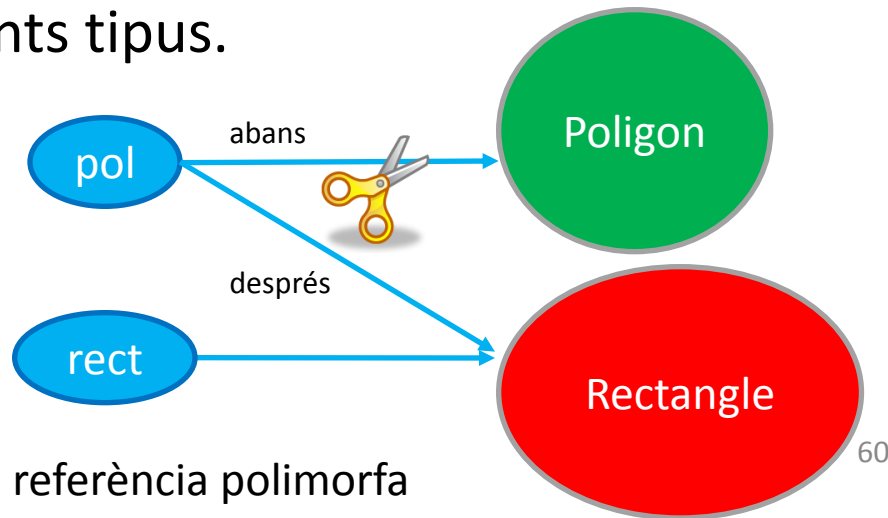 nts tipus.
abans
Poligon
pol
després
rect
Rectangle
60
referència polimorfa